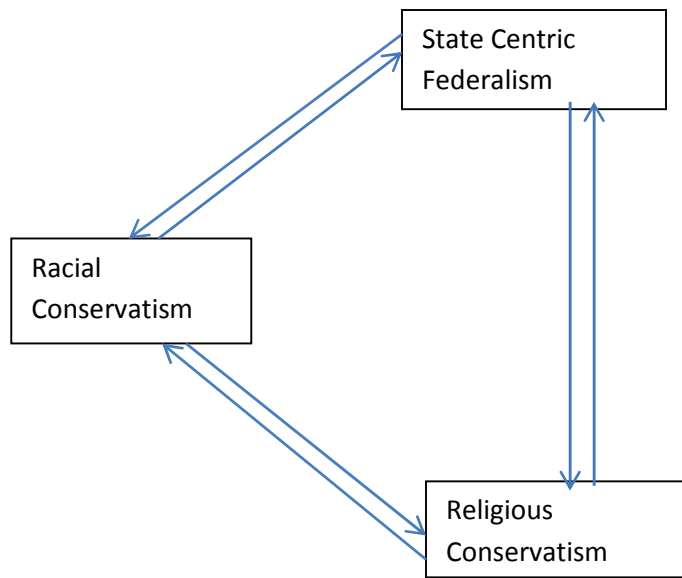 State Centric
Federalism
Racial
Conservatism
Religious
Conservatism